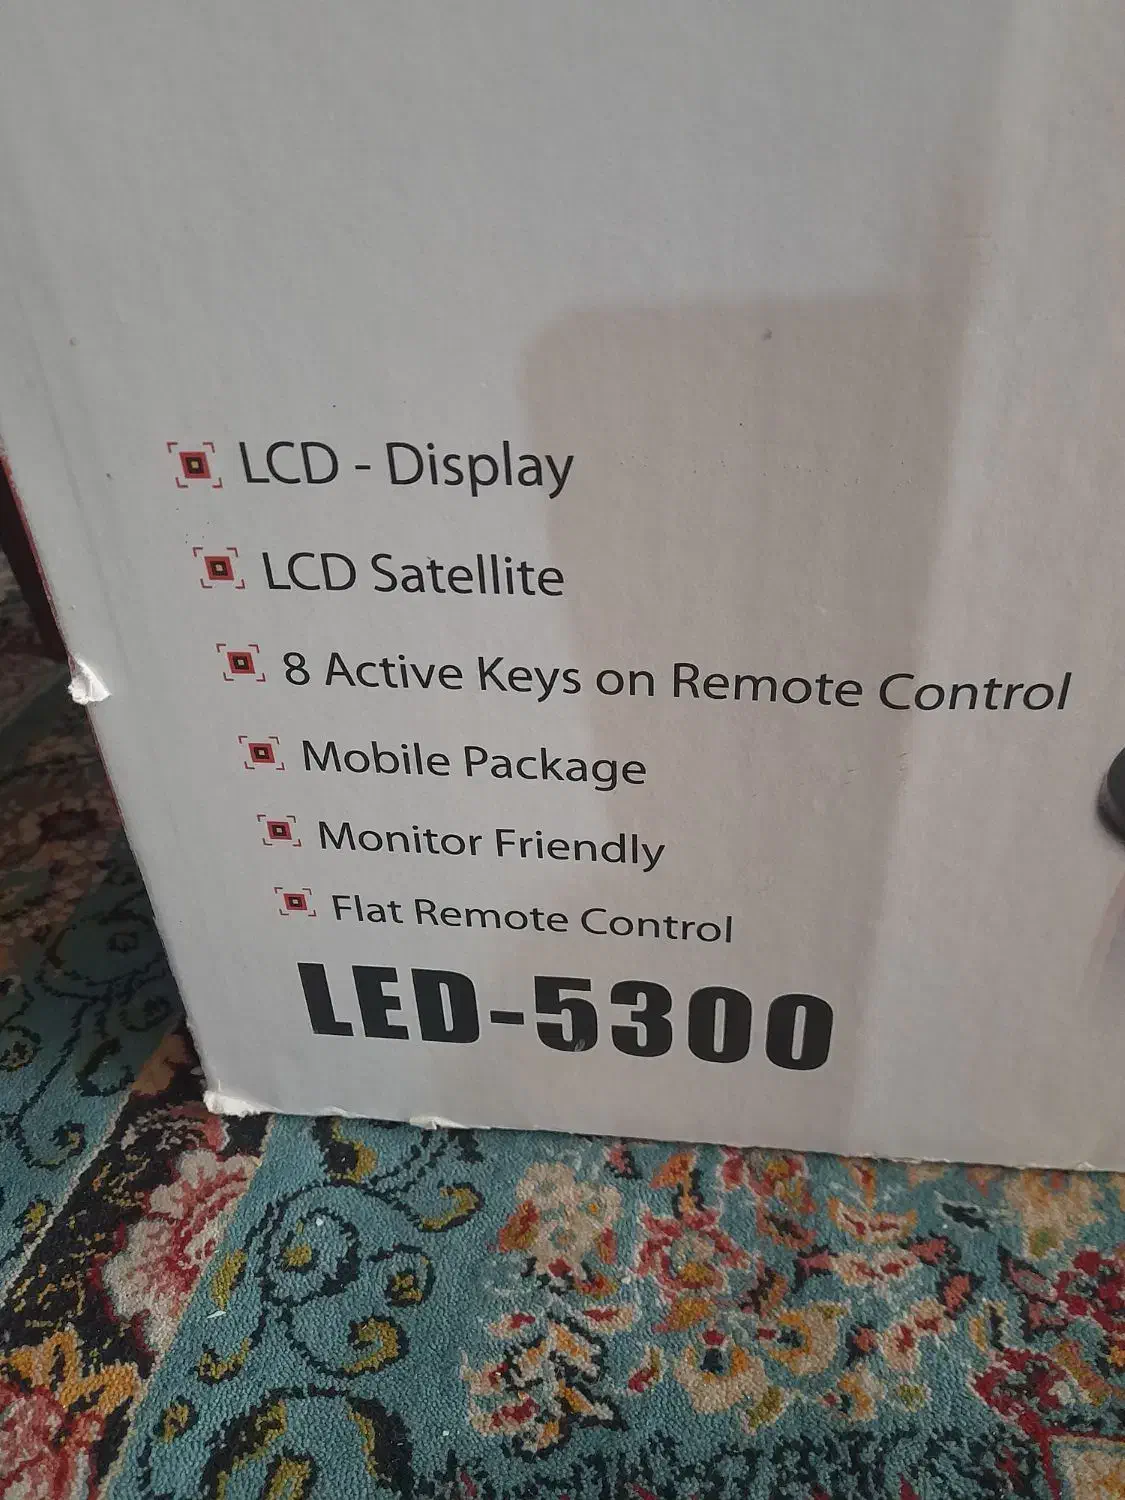 LCD - Display
LCD Satellite
8 Active Keys on Remote Control
Mobile Package
Monitor Friendly
Flat Remote Control
LED-5300